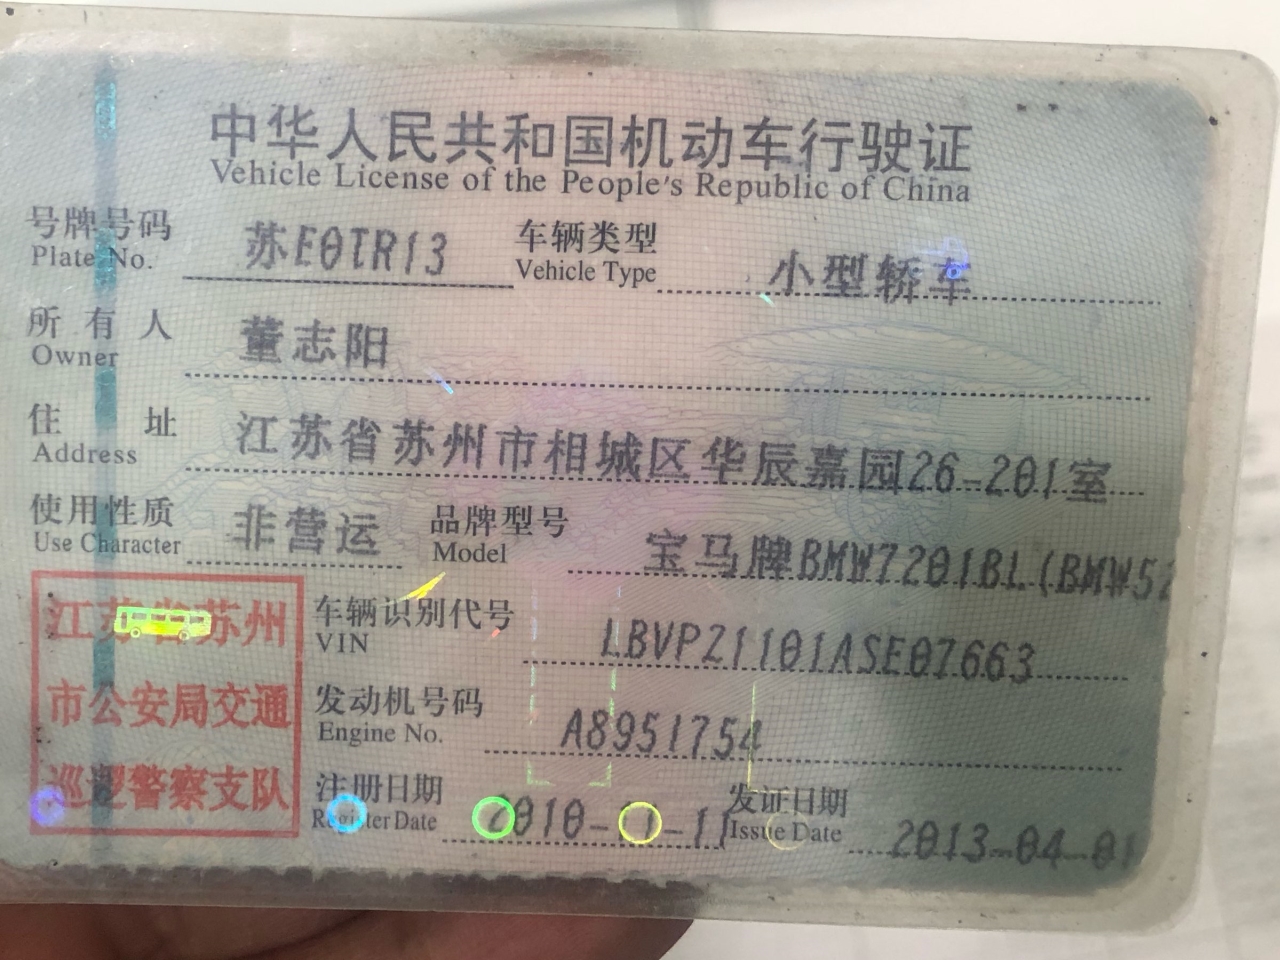 中华人民共和国机动车行驶证
Vehicle License of the People's Republic of China
号牌号码 苏E0TR13 车辆类型 小型轿车
Plate No. Vehicle Type
所有人 董志阳
Owner
住址 江苏省苏州市相城区华辰嘉园26-201室
Address
使用性质 非营运 品牌型号 宝马牌BMW7201BL(BMW52
Use Character Model
江苏省苏州
市公安局交通
巡逻警察支队
车辆识别代号 LBVPZ1101ASE07663
VIN
发动机号码 A8951754
Engine No.
注册日期 发证日期 2013-04-01
Register Date Issue Date